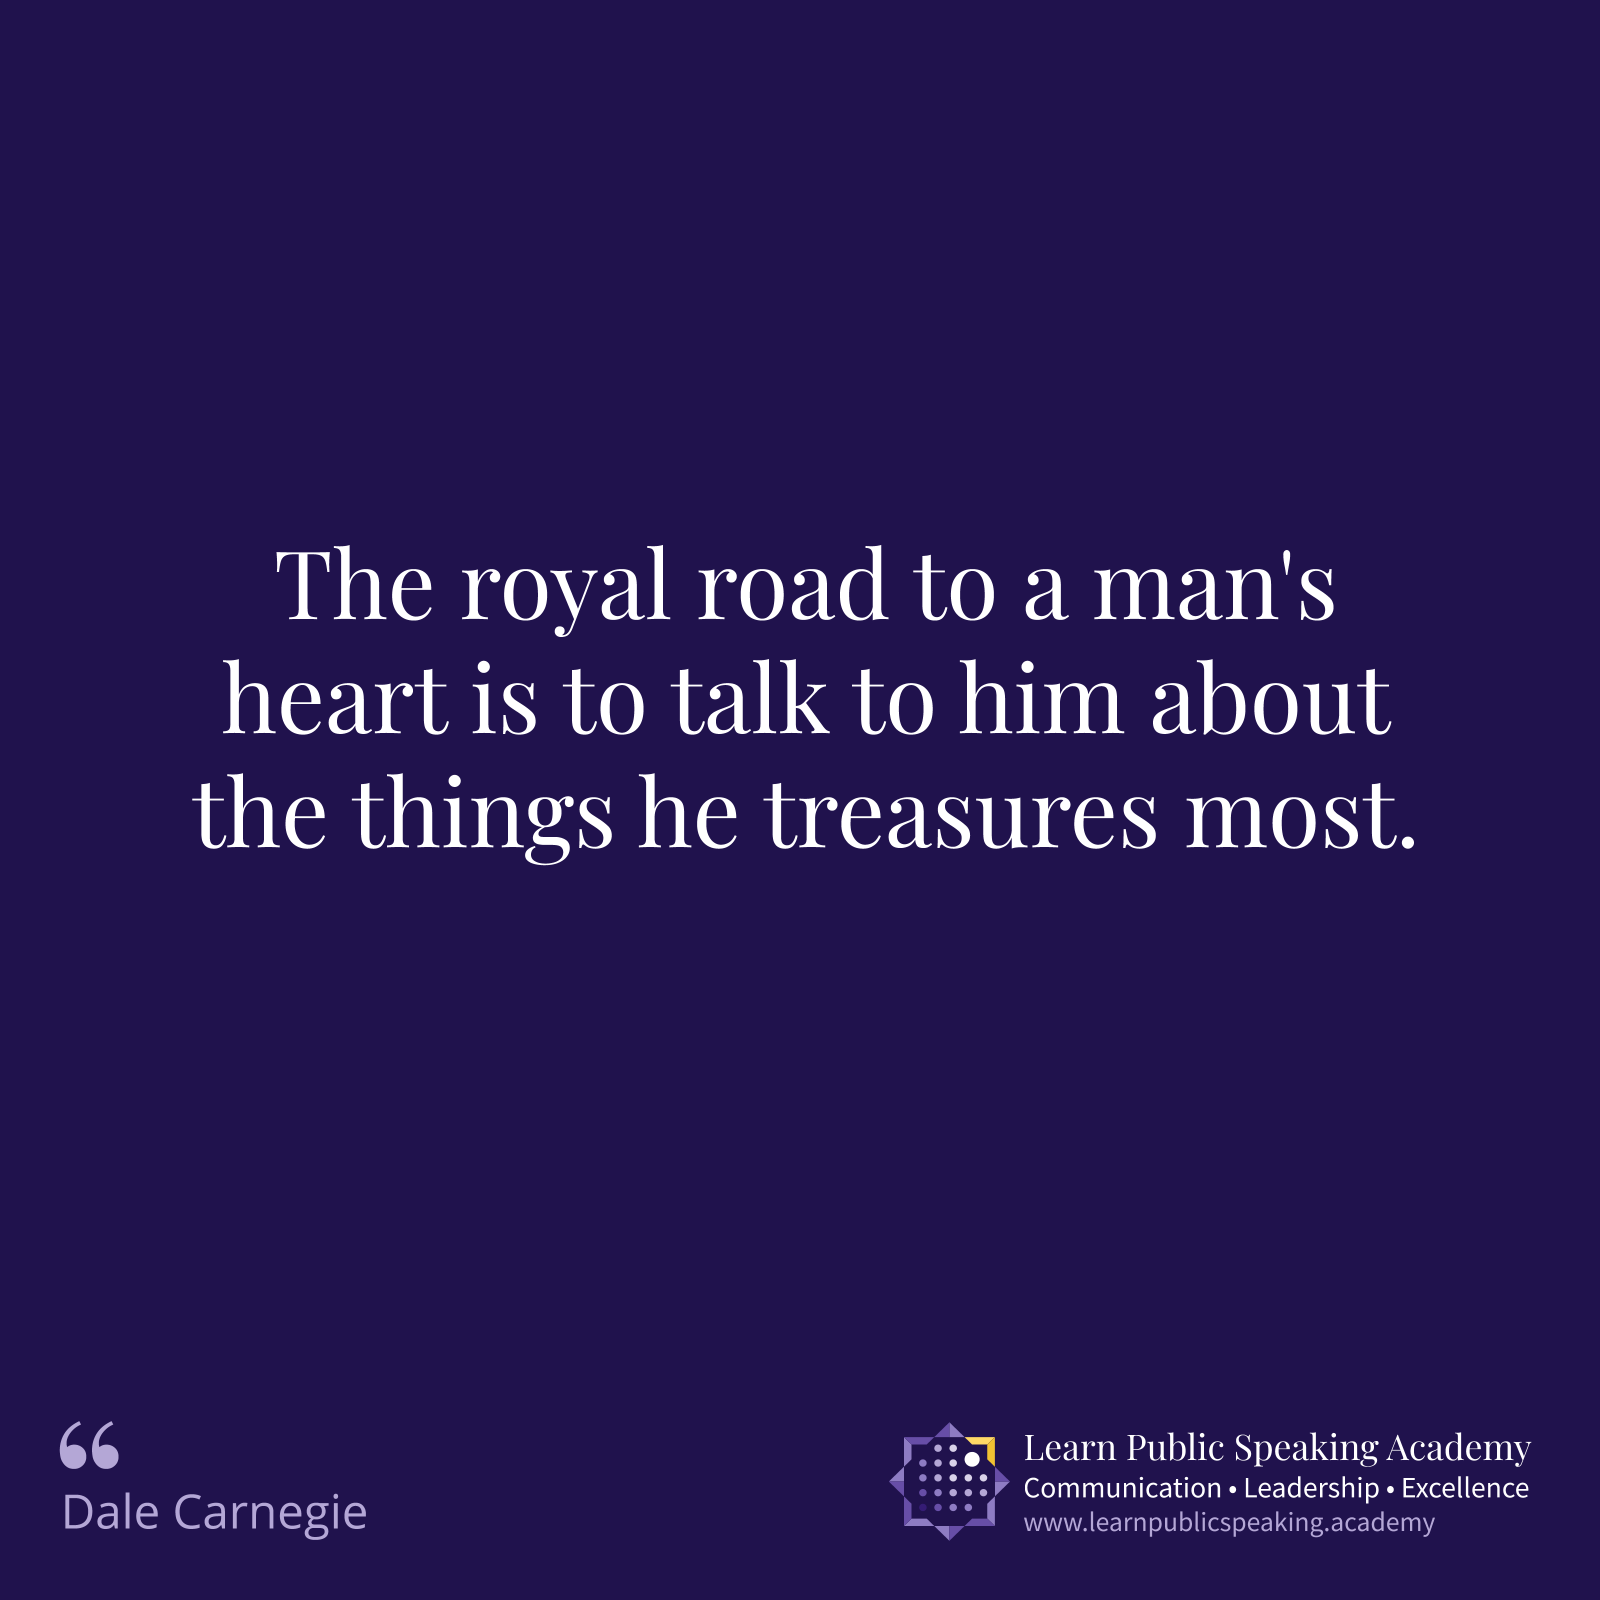 The royal road to a man's
heart is to talk to him about
the things he treasures most.
“
Dale Carnegie
Learn Public Speaking Academy
Communication • Leadership • Excellence
www.learnpublicspeaking.academy